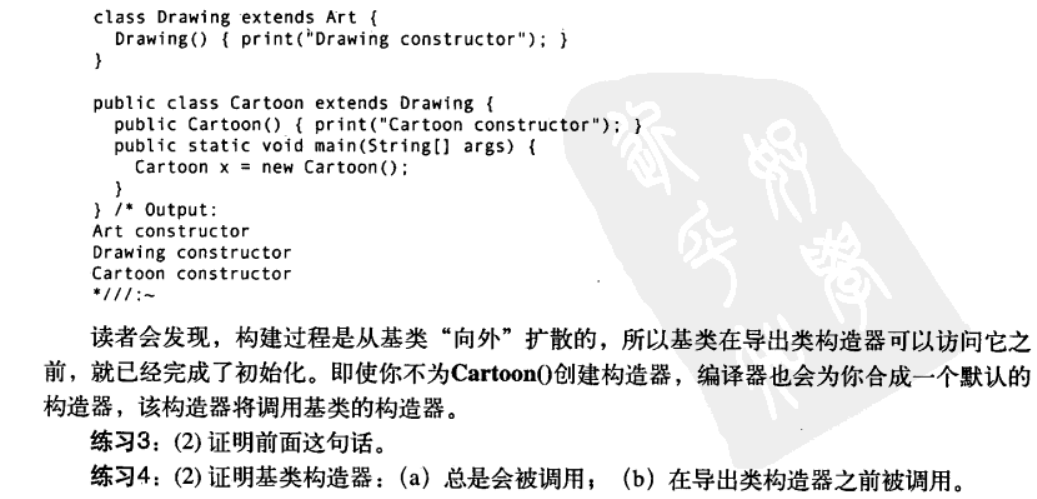 class Drawing extends Art {
Drawing() { print("Drawing constructor"); }
}
public class Cartoon extends Drawing {
public Cartoon() { print("Cartoon constructor"); }
public static void main(String[] args) {
Cartoon x = new Cartoon();
}
} /* Output:
Art constructor
Drawing constructor
Cartoon constructor
*///:~
读者会发现，构建过程是从基类“向外”扩散的，所以基类在导出类构造器可以访问它之
前，就已经完成了初始化。即使你不为Cartoon()创建构造器，编译器也会为你合成一个默认的
构造器，该构造器将调用基类的构造器。
练习3：(2) 证明前面这句话。
练习4：(2) 证明基类构造器：（a）总是会被调用；（b）在导出类构造器之前被调用。